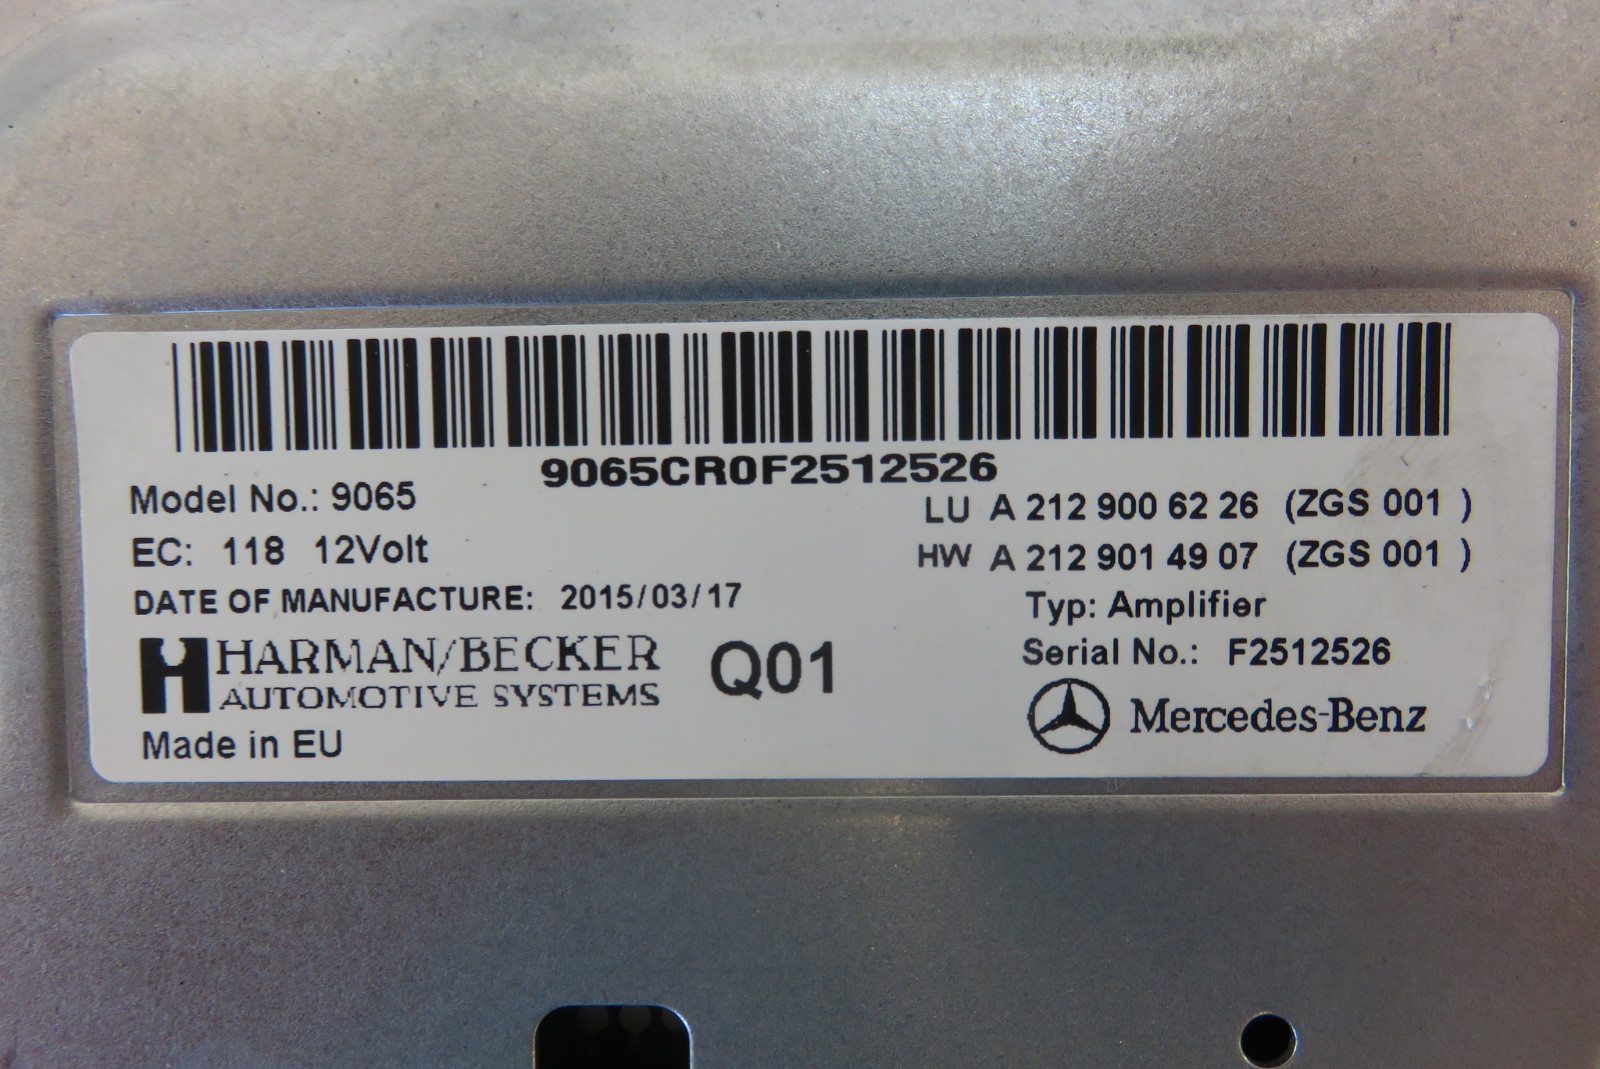 9065CR0F2512526
Model No.: 9065
LU A 212 900 62 26 (ZGS 001 )
EC: 118 12Volt
HW A 212 901 49 07 (ZGS 001 )
DATE OF MANUFACTURE: 2015/03/17
Typ: Amplifier
HARMAN/BECKER
AUTOMOTIVE SYSTEMS
Q01
Serial No.: F2512526
Made in EU
Mercedes-Benz